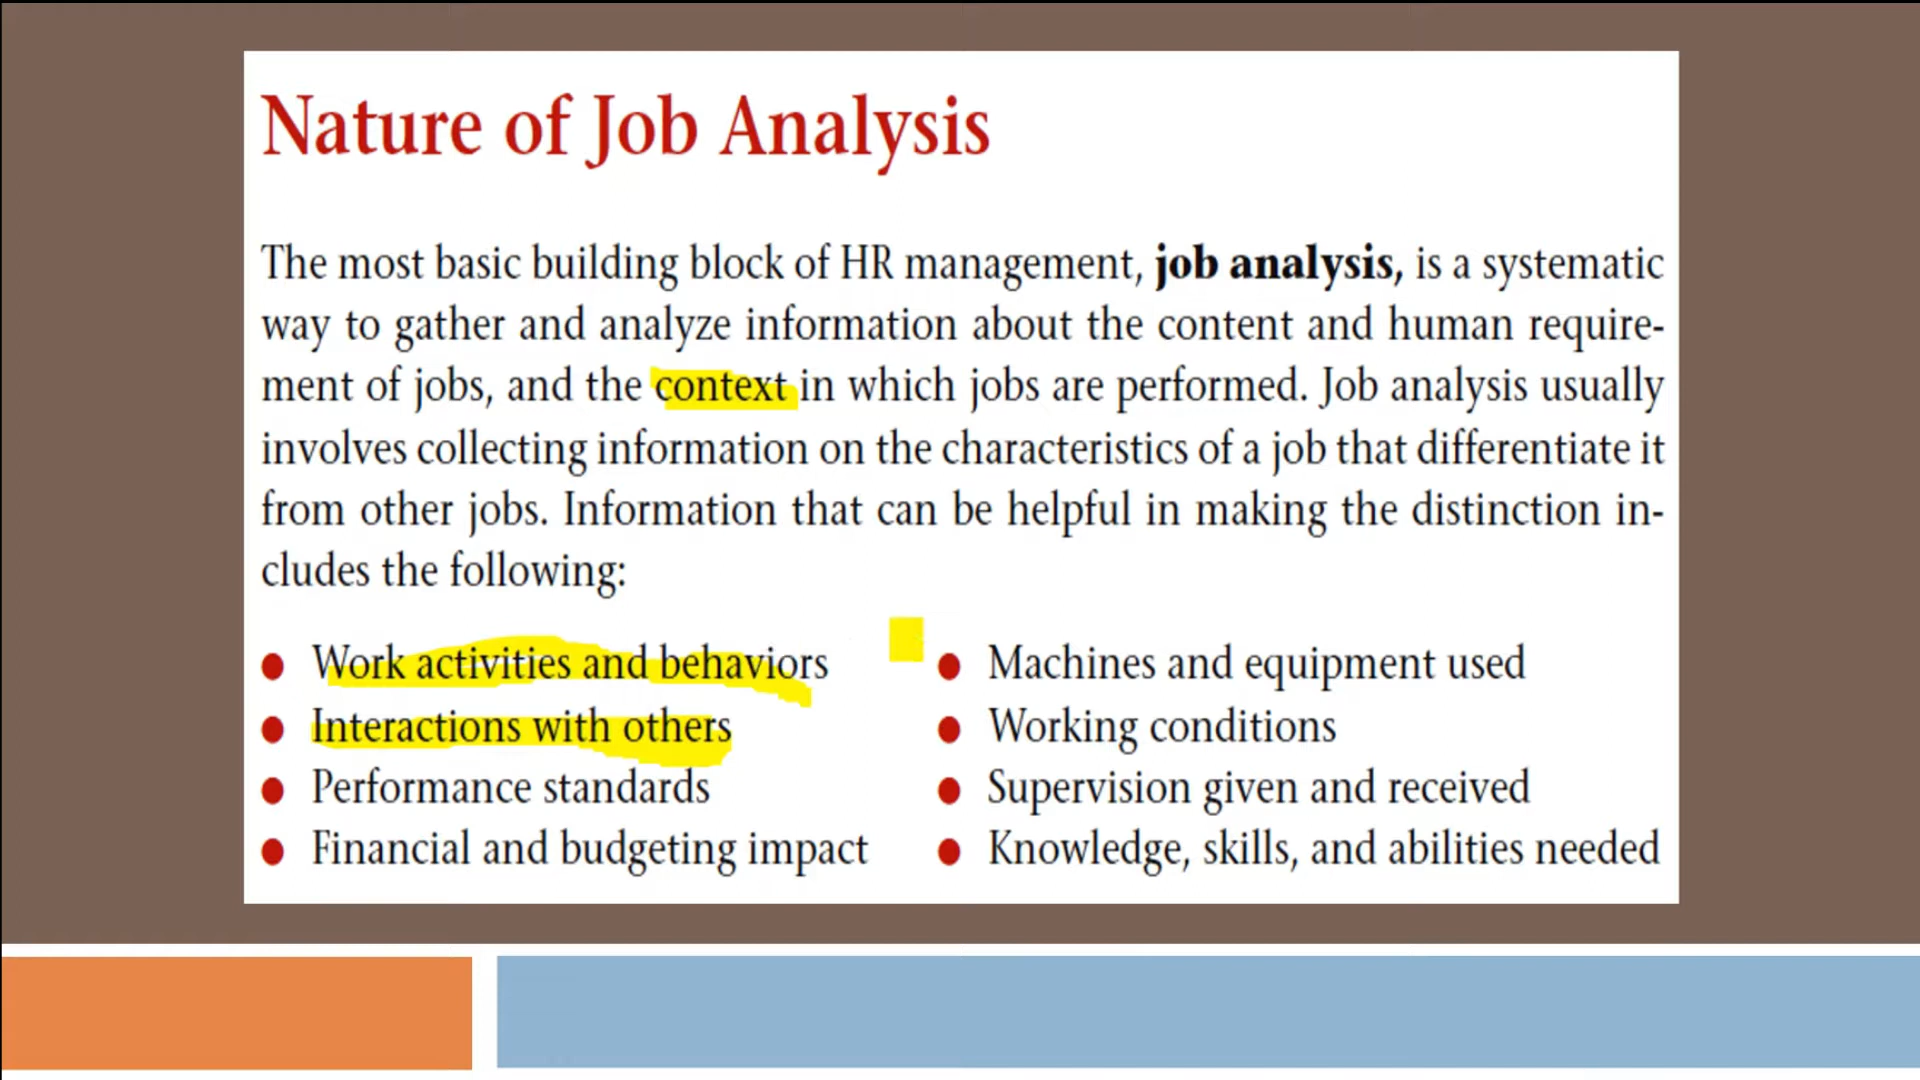 Nature of Job Analysis
The most basic building block of HR management, job analysis, is a systematic
way to gather and analyze information about the content and human require-
ment of jobs, and the context in which jobs are performed. Job analysis usually
involves collecting information on the characteristics of a job that differentiate it
from other jobs. Information that can be helpful in making the distinction in-
cludes the following:
● Work activities and behaviors
● Interactions with others
● Performance standards
● Financial and budgeting impact
● Machines and equipment used
● Working conditions
● Supervision given and received
● Knowledge, skills, and abilities needed